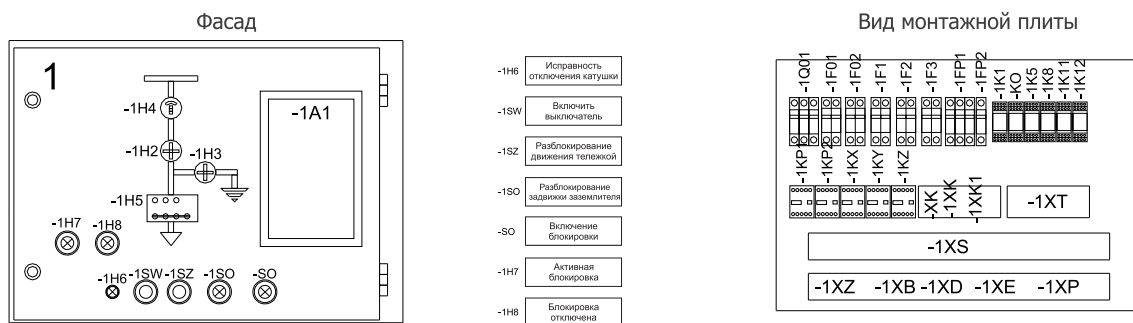 Фасад
1
-1H4
-1H2
-1H3
-1H5
-1A1
-1H7
-1H8
-1H6
-1SW
-1SZ
-1SO
-SO
-1H6
Исправность
отключения катушки
-1SW
Включить
выключатель
-1SZ
Разблокирование
движения тележкой
-1SO
Разблокирование
задвижки заземлителя
-SO
Включение
блокировки
-1H7
Активная
блокировка
-1H8
Блокировка
отключена
Вид монтажной плиты
-1Q01
-1F01
-1F02
-1F1
-1F2
-1F3
-1FP1
-1FP2
-1K1
-KO
-1K5
-1K8
-1K11
-1K12
-1KP1
-1KP2
-1KX
-1KY
-1KZ
-XK
-1XK
-1XK1
-1XT
-1XS
-1XZ -1XB -1XD -1XE -1XP